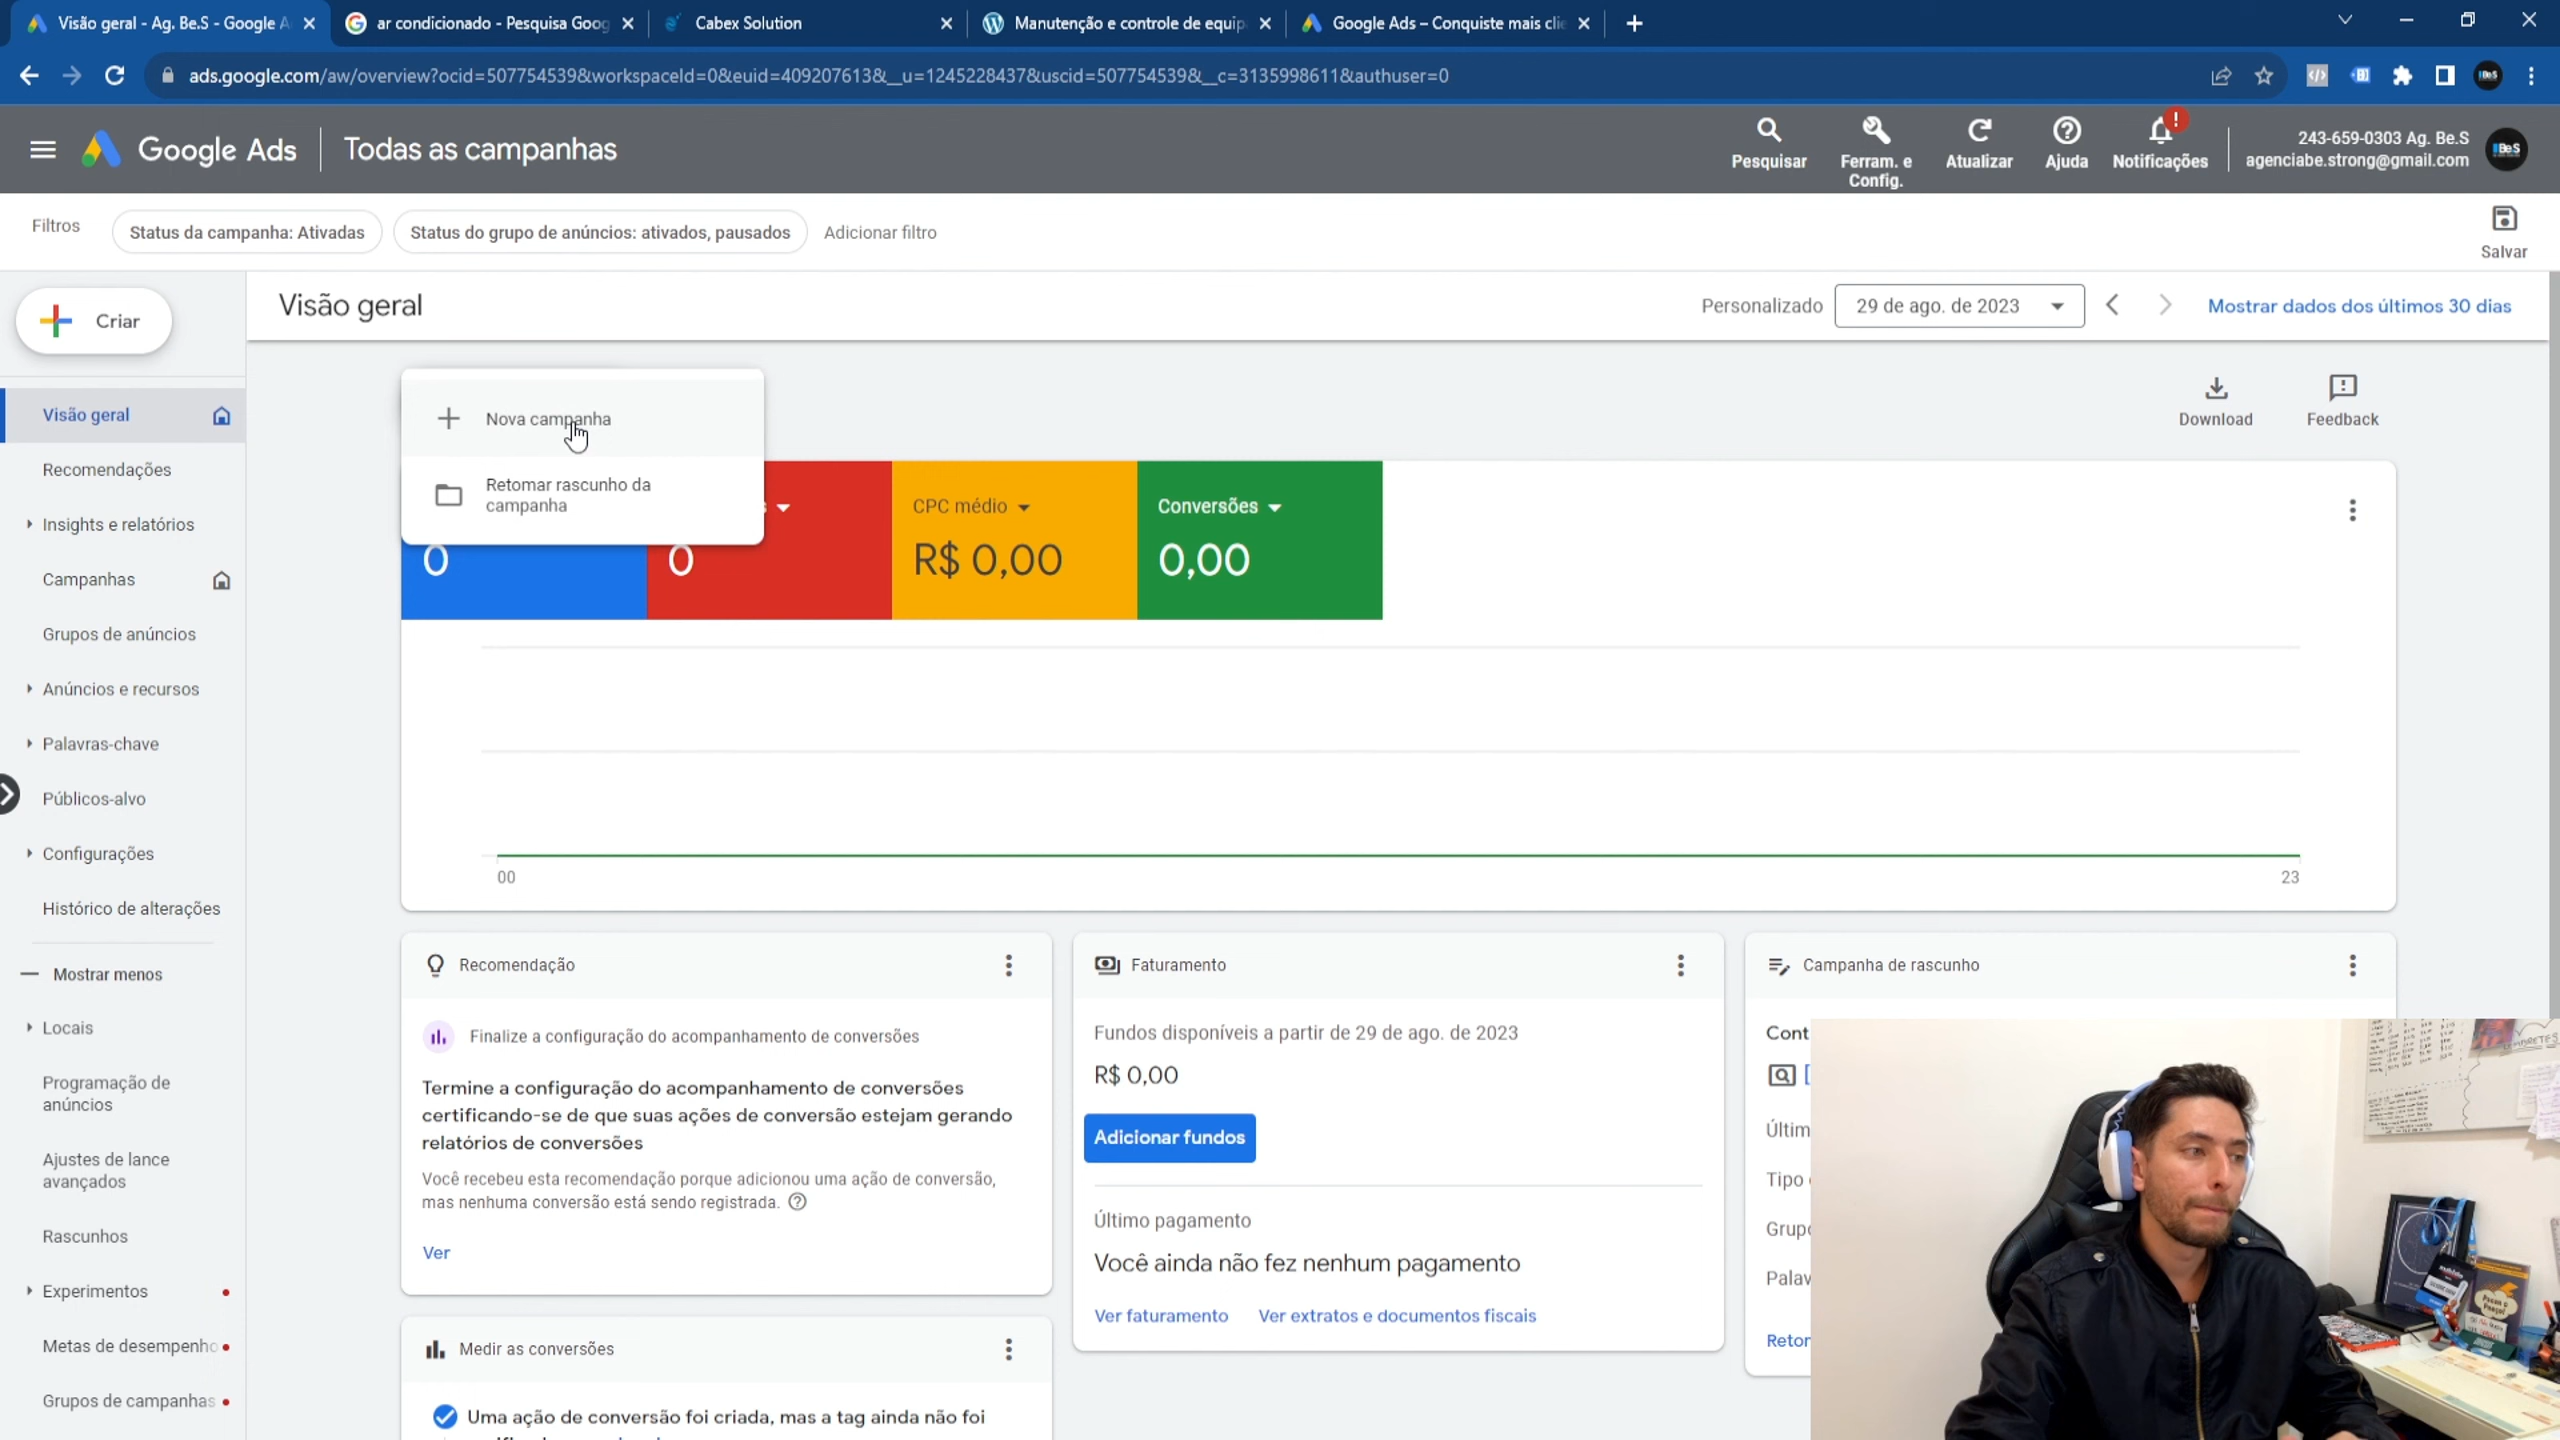 Visão geral - Ag. Be.S - Google A
ar condicionado - Pesquisa Goog
Cabex Solution
Manutenção e controle de equip
Google Ads – Conquiste mais clie
ads.google.com/aw/overview?ocid=507754539&workspaceId=0&euid=409207613&__u=1245228437&uscid=507754539&__c=3135998611&authuser=0
Google Ads
Todas as campanhas
Pesquisar
Ferram. e
Config.
Atualizar
Ajuda
Notificações
243-659-0303 Ag. Be.S
agenciabe.strong@gmail.com
Filtros
Status da campanha: Ativadas
Status do grupo de anúncios: ativados, pausados
Adicionar filtro
Salvar
Criar
Visão geral
Personalizado
29 de ago. de 2023
Mostrar dados dos últimos 30 dias
Visão geral
Recomendações
Insights e relatórios
Campanhas
Grupos de anúncios
Anúncios e recursos
Palavras-chave
Públicos-alvo
Configurações
Histórico de alterações
Mostrar menos
Locais
Programação de
anúncios
Ajustes de lance
avançados
Rascunhos
Experimentos
Metas de desempenho
Grupos de campanhas
Nova campanha
Retomar rascunho da
campanha
Download
Feedback
0
s
0
CPC médio
R$ 0,00
Conversões
0,00
00
23
Recomendação
Finalize a configuração do acompanhamento de conversões
Termine a configuração do acompanhamento de conversões
certificando-se de que suas ações de conversão estejam gerando
relatórios de conversões
Você recebeu esta recomendação porque adicionou uma ação de conversão,
mas nenhuma conversão está sendo registrada.
Ver
Medir as conversões
Uma ação de conversão foi criada, mas a tag ainda não foi
Faturamento
Fundos disponíveis a partir de 29 de ago. de 2023
R$ 0,00
Adicionar fundos
Último pagamento
Você ainda não fez nenhum pagamento
Ver faturamento
Ver extratos e documentos fiscais
Campanha de rascunho
Cont
[
Últim
Tipo
Grupo
Palav
Retor